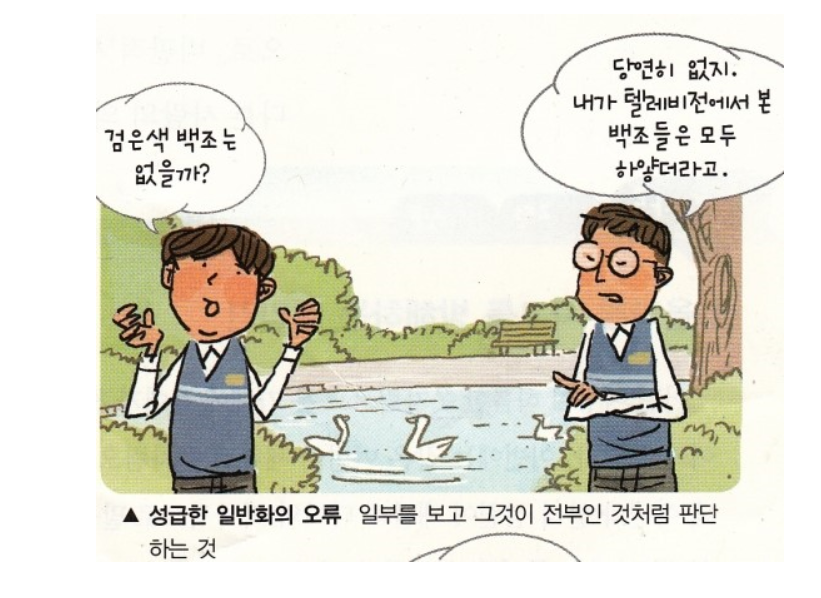 검은색 백조는
없을까?
당연히 없지.
내가 텔레비전에서 본
백조들은 모두
하얗더라고.
▲ 성급한 일반화의 오류 일부를 보고 그것이 전부인 것처럼 판단
하는 것